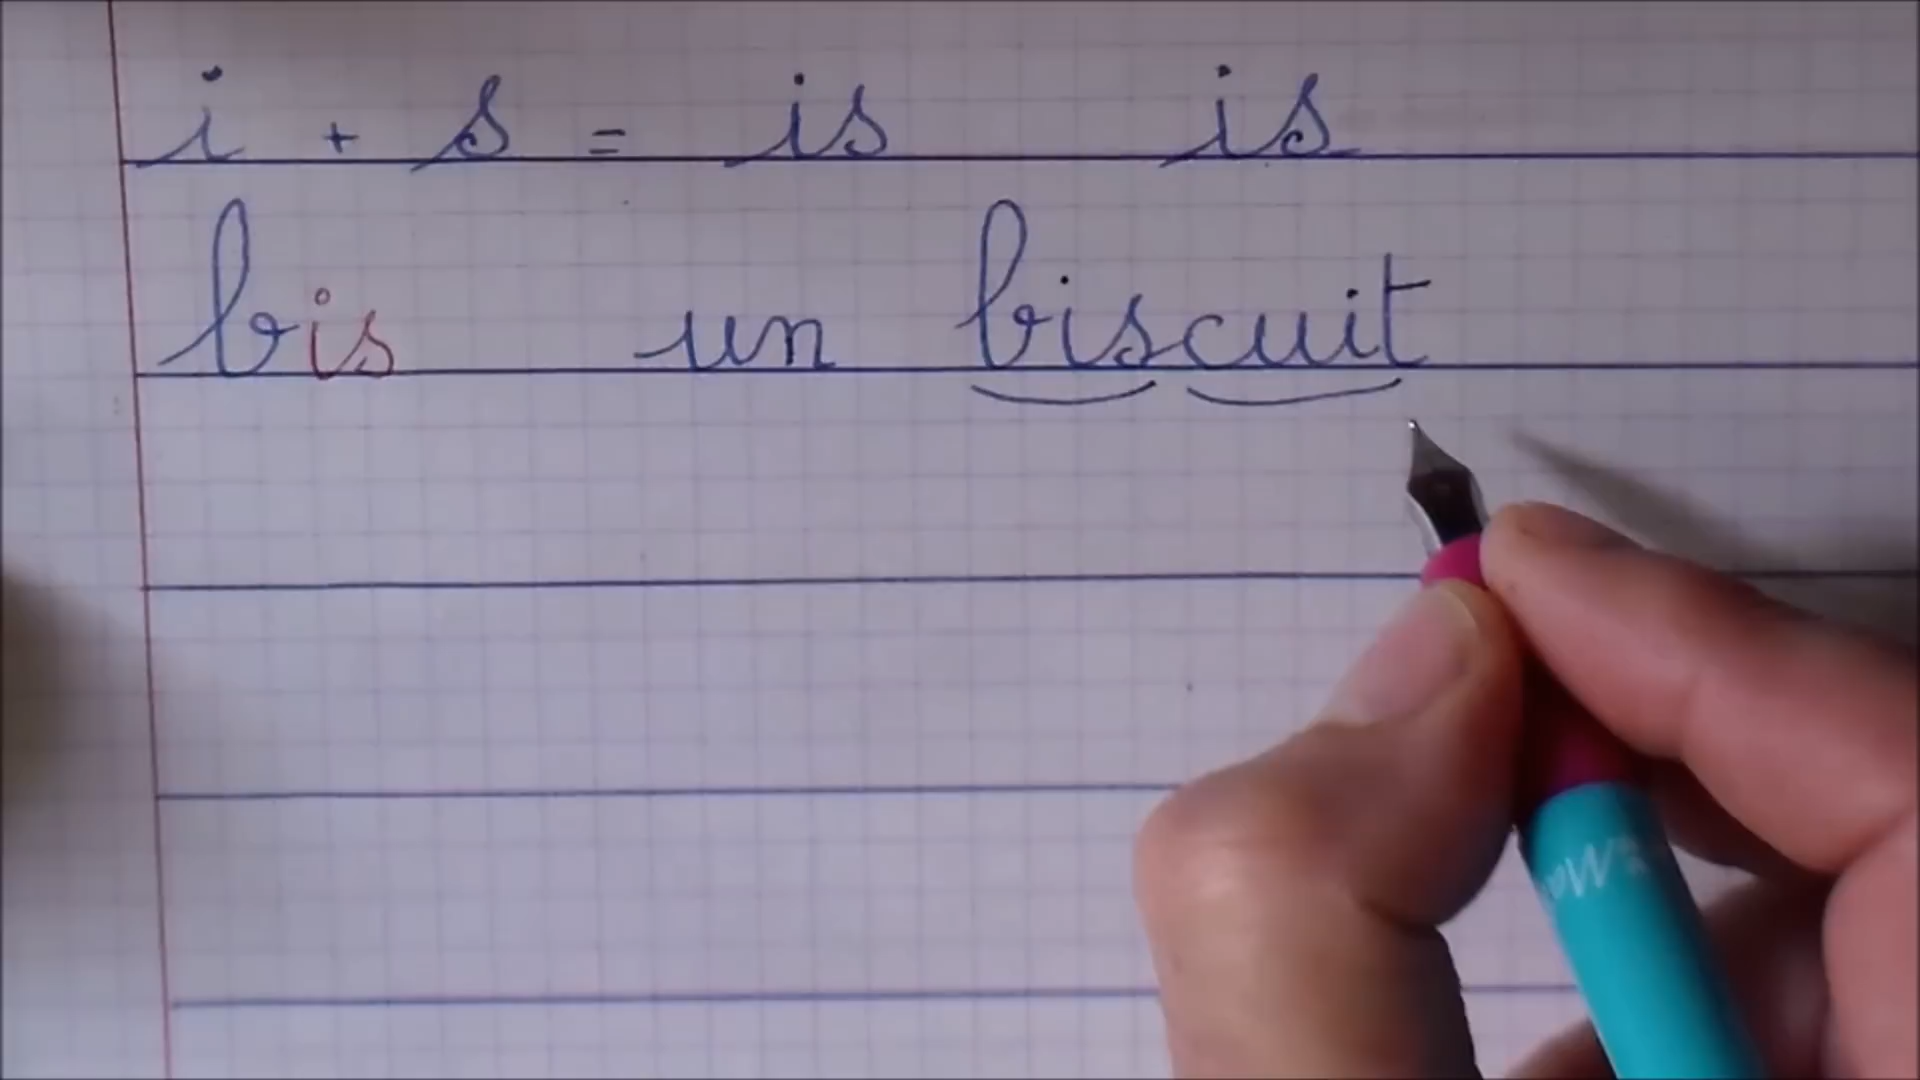 i + s = is is
bis un biscuit